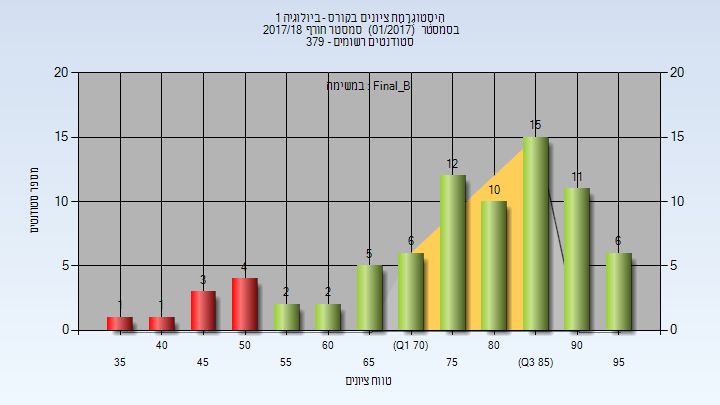 היסטוגרמת ציונים בקורס - ביולוגיה 1
בסמסטר (01/2017) סמסטר חורף 2017/18
סטודנטים רשומים - 379
במשימה : Final_B
20 20
15 15
10 10
5 5
0 0
מספר סטודנטים
1 1 3 4 2 2 5 6 12 10 15 11 6
40 50 60 (Q1 70) 80 90
35 45 55 65 75 (Q3 85) 95
טווח ציונים